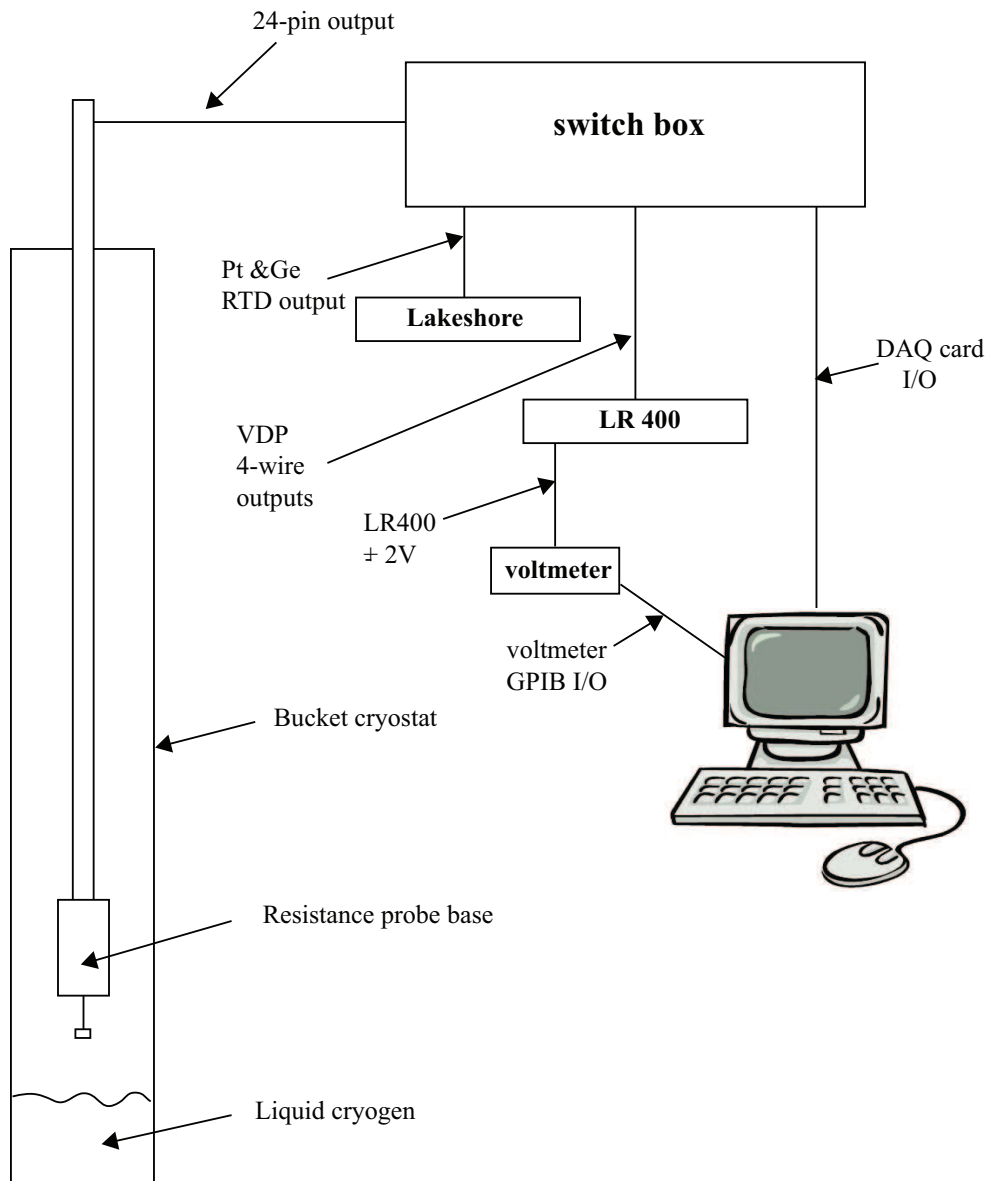 24-pin output
switch box
Pt &Ge
RTD output
Lakeshore
DAQ card
I/O
LR 400
VDP
4-wire
outputs
LR400
± 2V
voltmeter
voltmeter
GPIB I/O
Bucket cryostat
Resistance probe base
Liquid cryogen